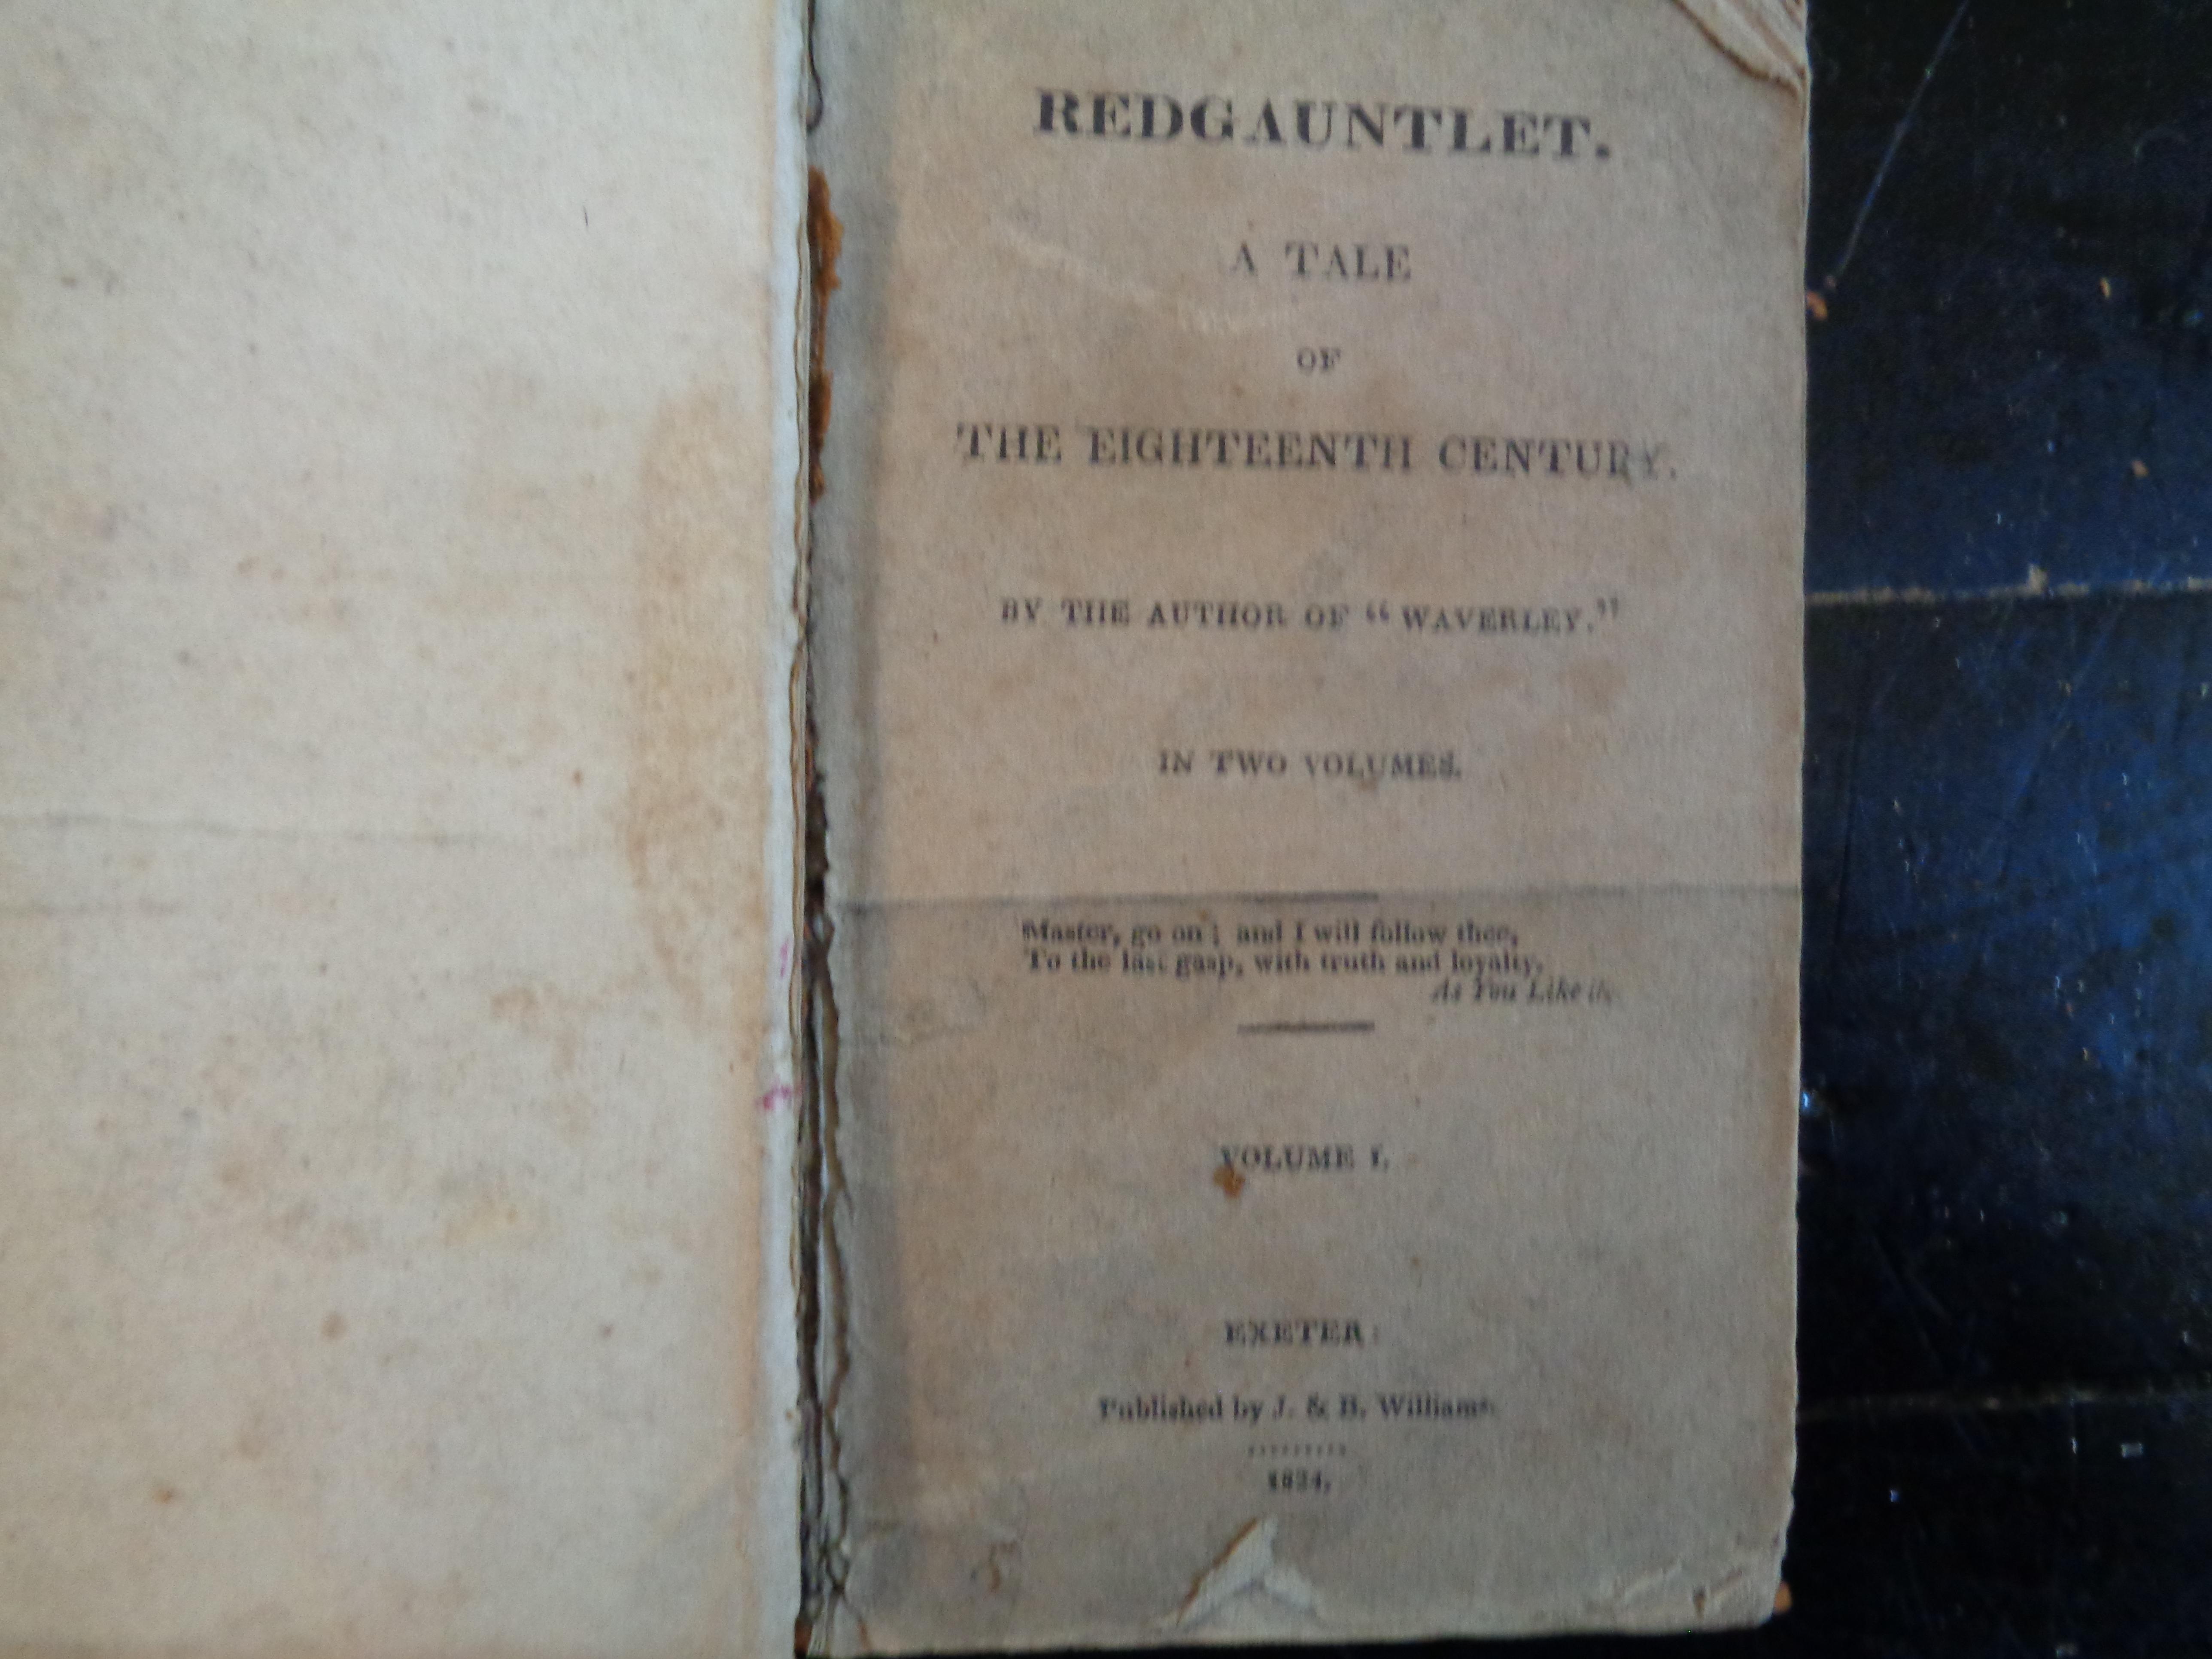 REDGAUNTLET.
A TALE
OF
THE EIGHTEENTH CENTURY.
BY THE AUTHOR OF “WAVERLEY.”
IN TWO VOLUMES.
Master, go on; and I will follow thee,
To the last gasp, with truth and loyalty.
As You Like it.
VOLUME I.
EXETER:
Published by J. & B. Williams.
1824.